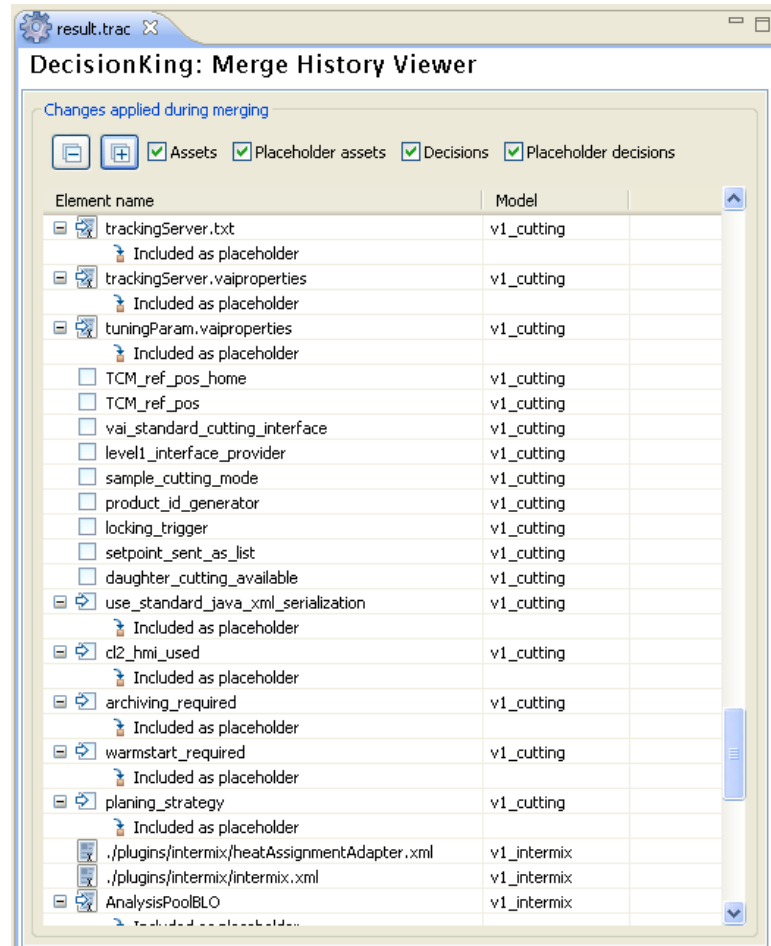 result.trac
DecisionKing: Merge History Viewer
Changes applied during merging
Assets Placeholder assets Decisions Placeholder decisions
Element name Model
trackingServer.txt v1_cutting
Included as placeholder
trackingServer.vaiproperties v1_cutting
Included as placeholder
tuningParam.vaiproperties v1_cutting
Included as placeholder
TCM_ref_pos_home v1_cutting
TCM_ref_pos v1_cutting
vai_standard_cutting_interface v1_cutting
level1_interface_provider v1_cutting
sample_cutting_mode v1_cutting
product_id_generator v1_cutting
locking_trigger v1_cutting
setpoint_sent_as_list v1_cutting
daughter_cutting_available v1_cutting
use_standard_java_xml_serialization v1_cutting
Included as placeholder
cl2_hmi_used v1_cutting
Included as placeholder
archiving_required v1_cutting
Included as placeholder
warmstart_required v1_cutting
Included as placeholder
planing_strategy v1_cutting
Included as placeholder
./plugins/intermix/heatAssignmentAdapter.xml v1_intermix
./plugins/intermix/intermix.xml v1_intermix
AnalysisPoolBLO v1_intermix
Included as placeholder